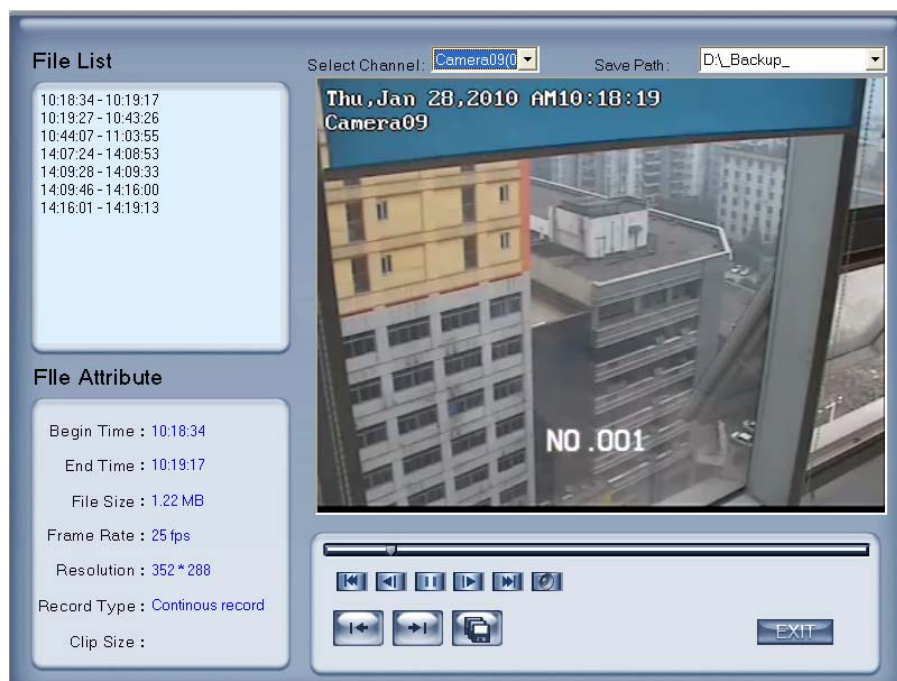 File List
10:18:34 - 10:19:17
10:19:27 - 10:43:26
10:44:07 - 11:03:55
14:07:24 - 14:08:53
14:09:28 - 14:09:33
14:09:46 - 14:16:00
14:16:01 - 14:19:13
FIle Attribute
Begin Time : 10:18:34
End Time : 10:19:17
File Size : 1.22 MB
Frame Rate : 25 fps
Resolution : 352 * 288
Record Type : Continous record
Clip Size :
Select Channel: Camera09(0 Save Path: D:\_Backup_
Thu,Jan 28,2010 AM10:18:19
Camera09
NO.001
EXIT